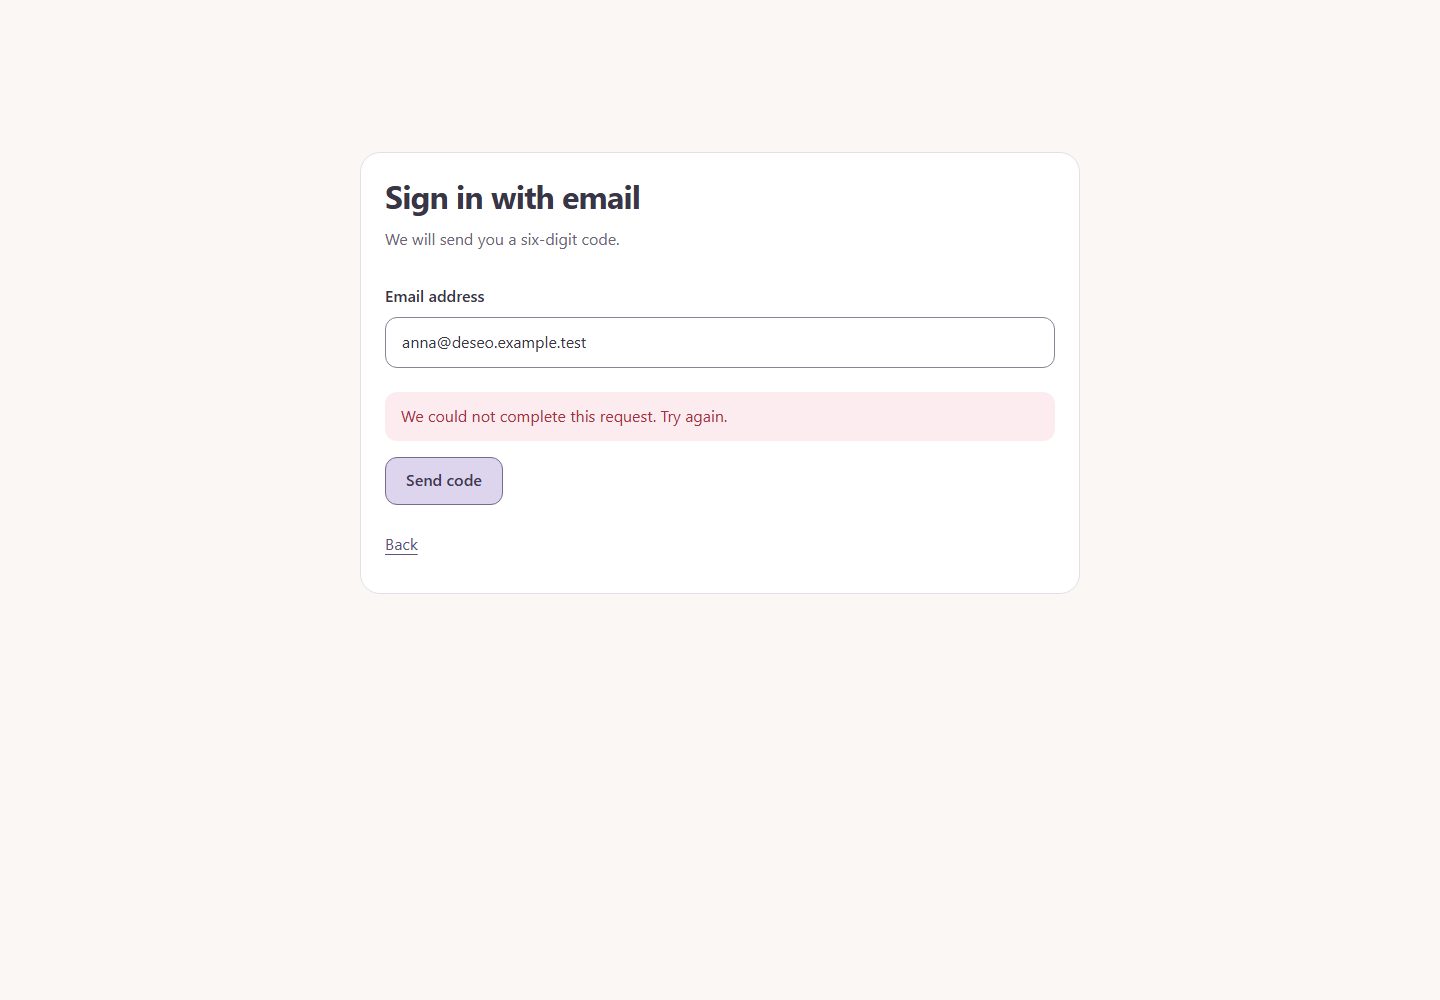 Sign in with email
We will send you a six-digit code.
Email address
anna@deseo.example.test
We could not complete this request. Try again.
Send code
Back